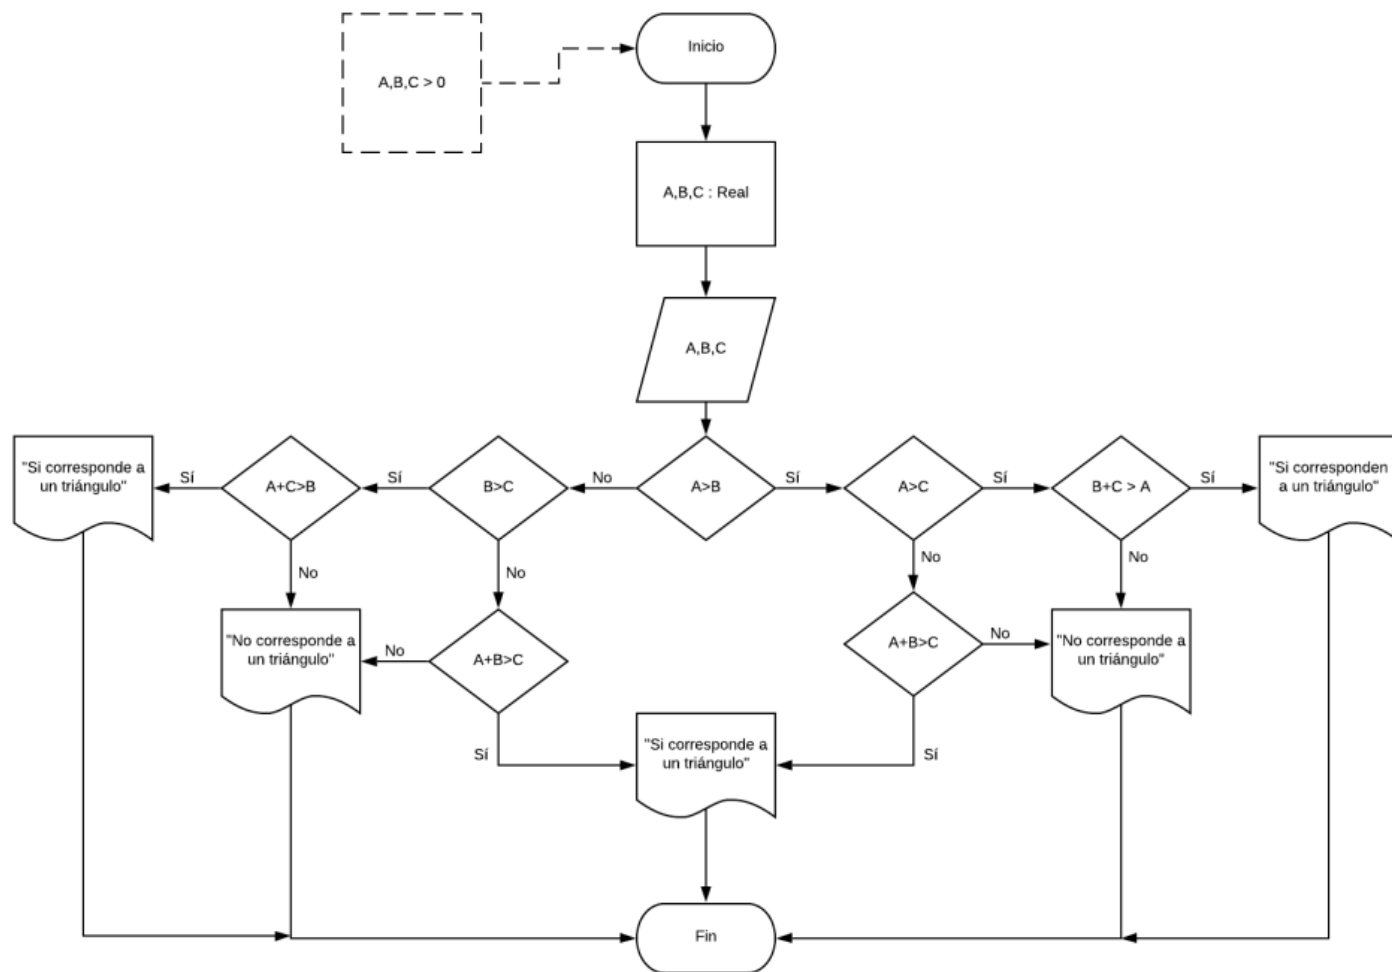 Inicio
A,B,C > 0
A,B,C : Real
A,B,C
"Si corresponde a
un triángulo"
Sí
A+C>B
Sí
B>C
No
A>B
Sí
A>C
Sí
B+C > A
Sí
"Si corresponden
a un triángulo"
No
No
No
No
"No corresponde a
un triángulo"
No
A+B>C
A+B>C
No
"No corresponde a
un triángulo"
Sí
"Si corresponde a
un triángulo"
Sí
Fin